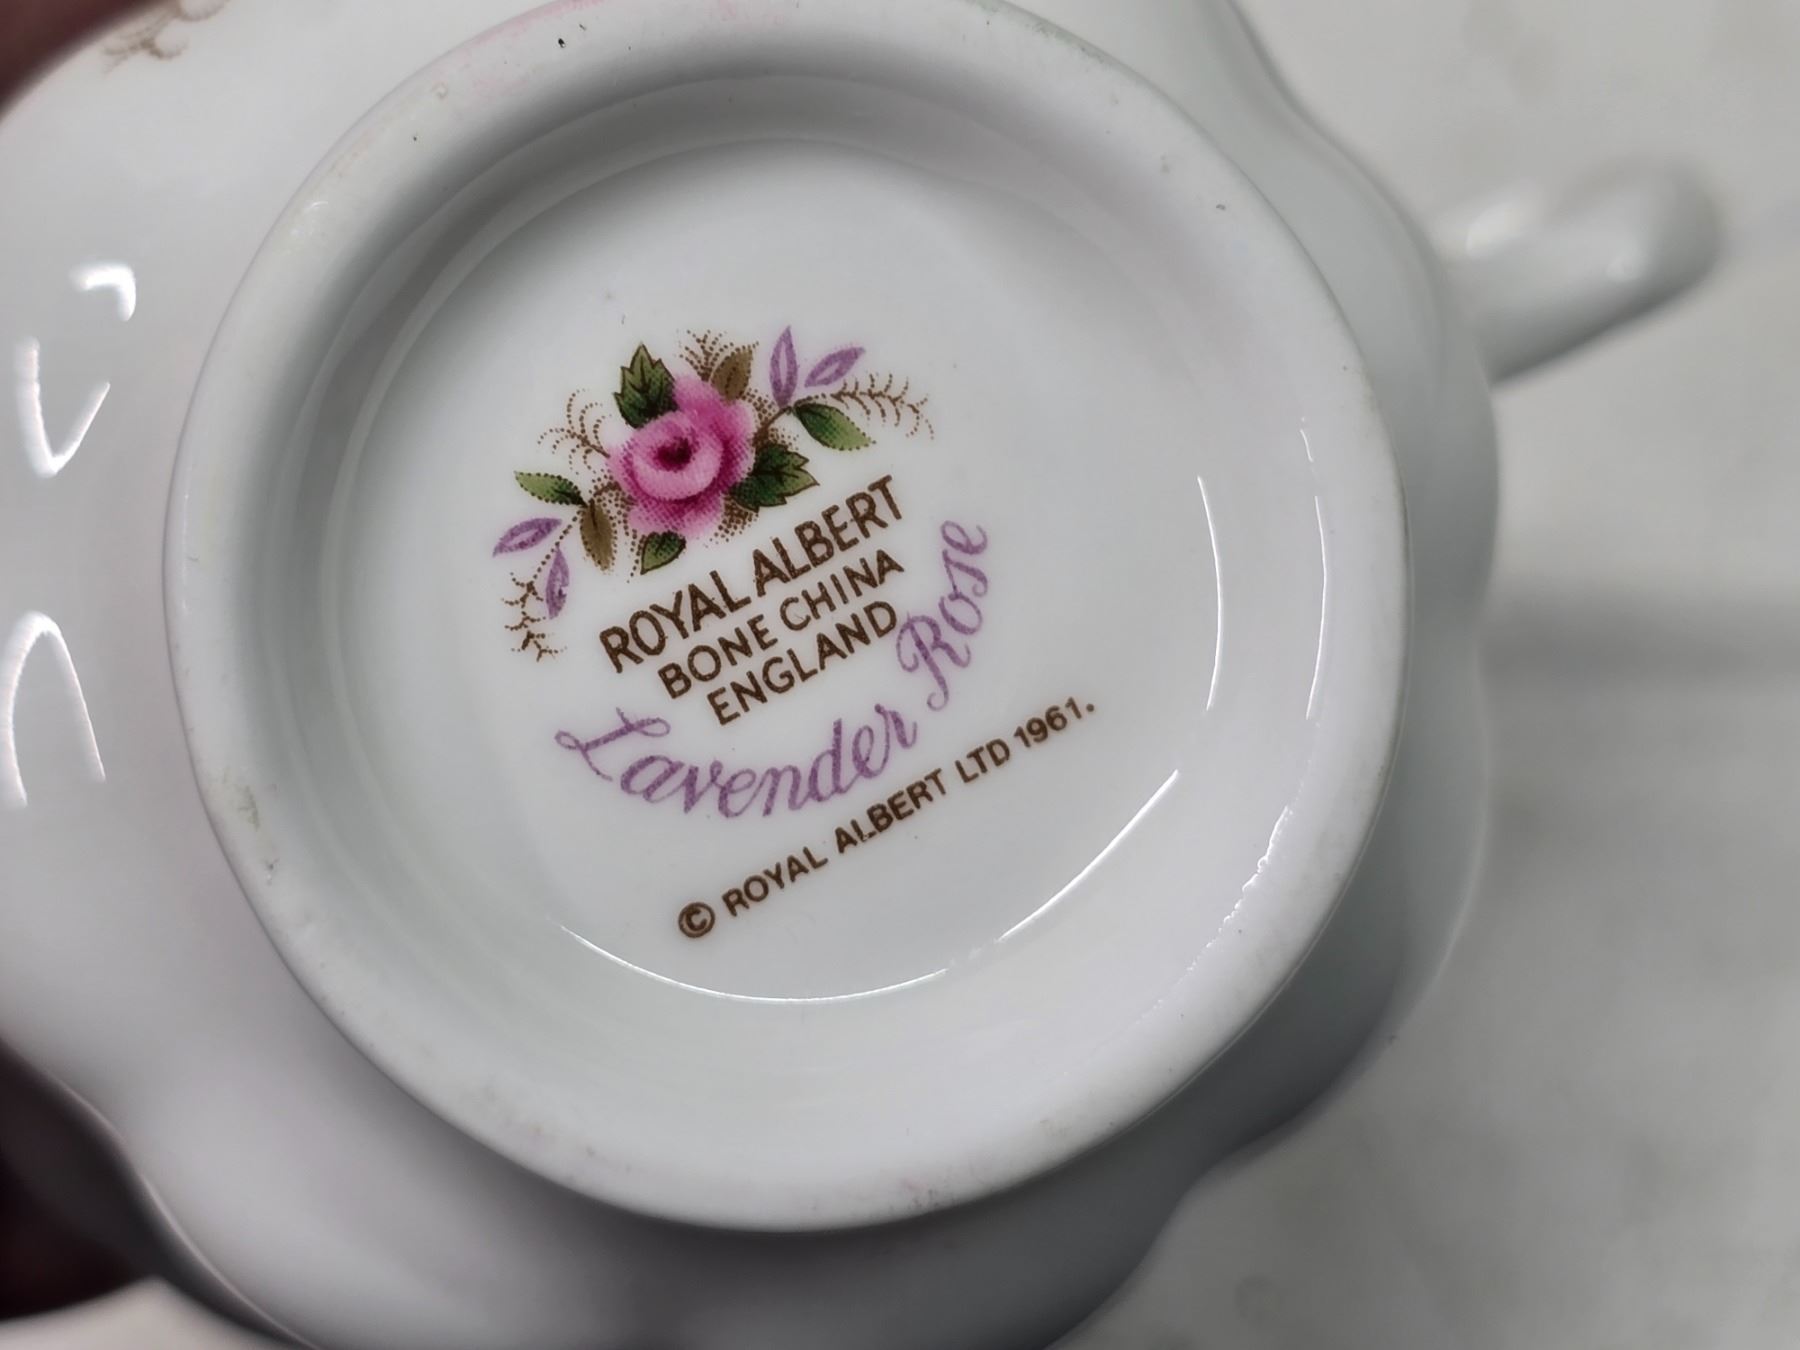 ROYAL ALBERT
BONE CHINA
ENGLAND
Lavender Rose
© ROYAL ALBERT LTD 1961.